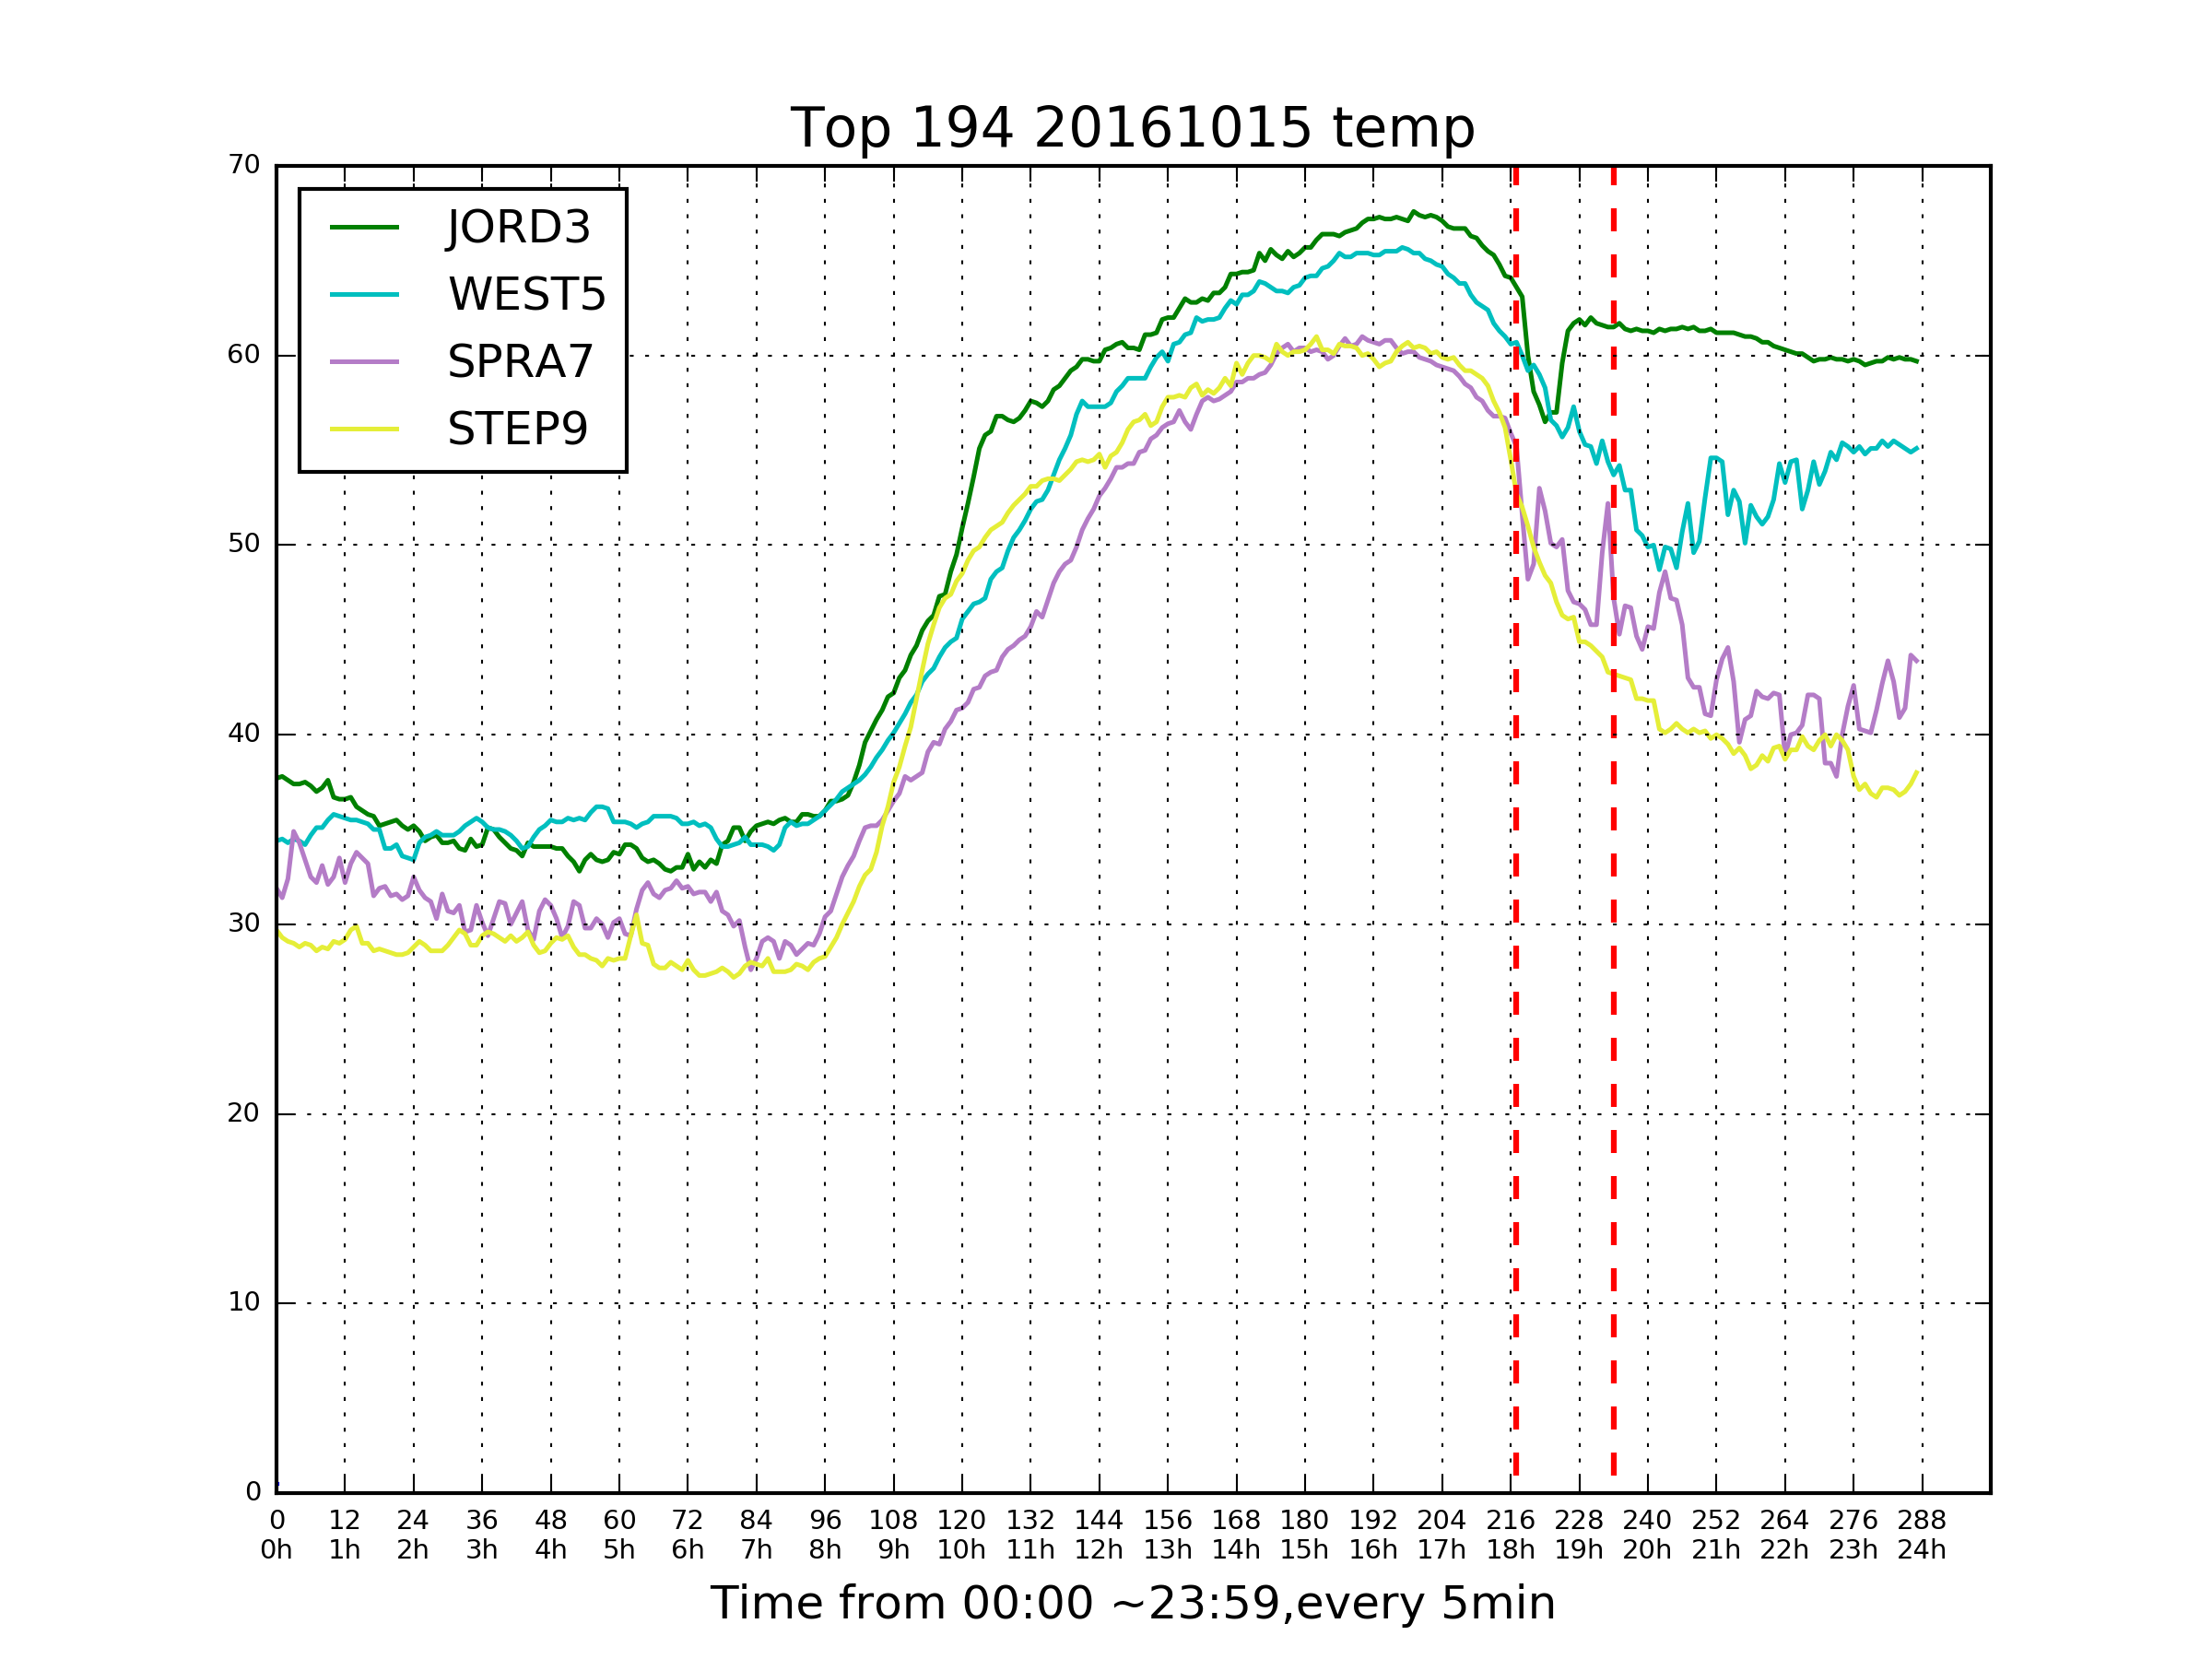 Top 194 20161015 temp
70
60
50
40
30
20
10
0
JORD3
WEST5
SPRA7
STEP9
0 12 24 36 48 60 72 84 96 108 120 132 144 156 168 180 192 204 216 228 240 252 264 276 288
0h 1h 2h 3h 4h 5h 6h 7h 8h 9h 10h 11h 12h 13h 14h 15h 16h 17h 18h 19h 20h 21h 22h 23h 24h
Time from 00:00 ~23:59,every 5min